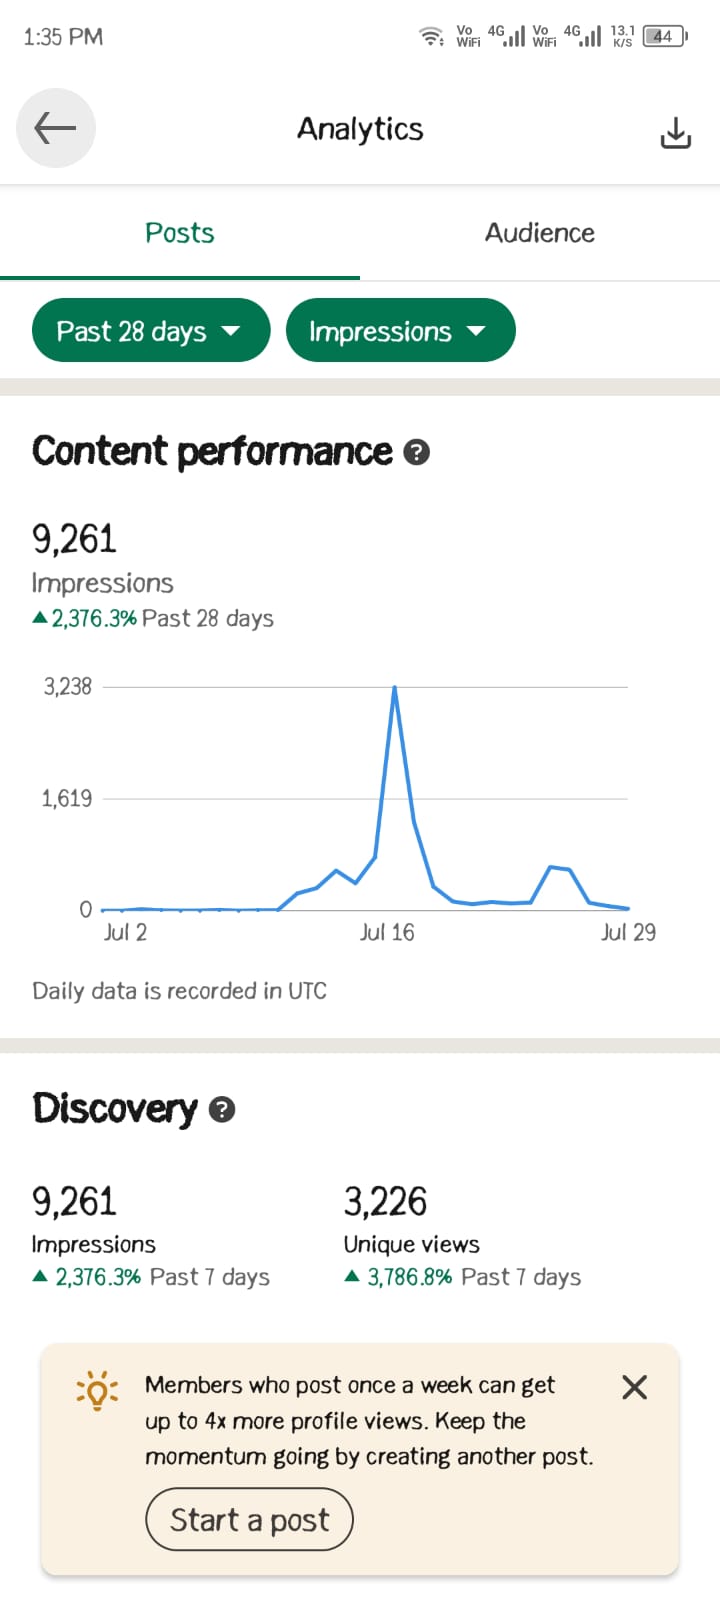 1:35 PM
Vo WiFi 4G Vo WiFi 4G 13.1 K/S 44
Analytics
Posts Audience
Past 28 days Impressions
Content performance ?
9,261
Impressions
▲2,376.3% Past 28 days
3,238
1,619
0
Jul 2 Jul 16 Jul 29
Daily data is recorded in UTC
Discovery ?
9,261 3,226
Impressions Unique views
▲ 2,376.3% Past 7 days ▲ 3,786.8% Past 7 days
Members who post once a week can get
up to 4x more profile views. Keep the
momentum going by creating another post.
Start a post